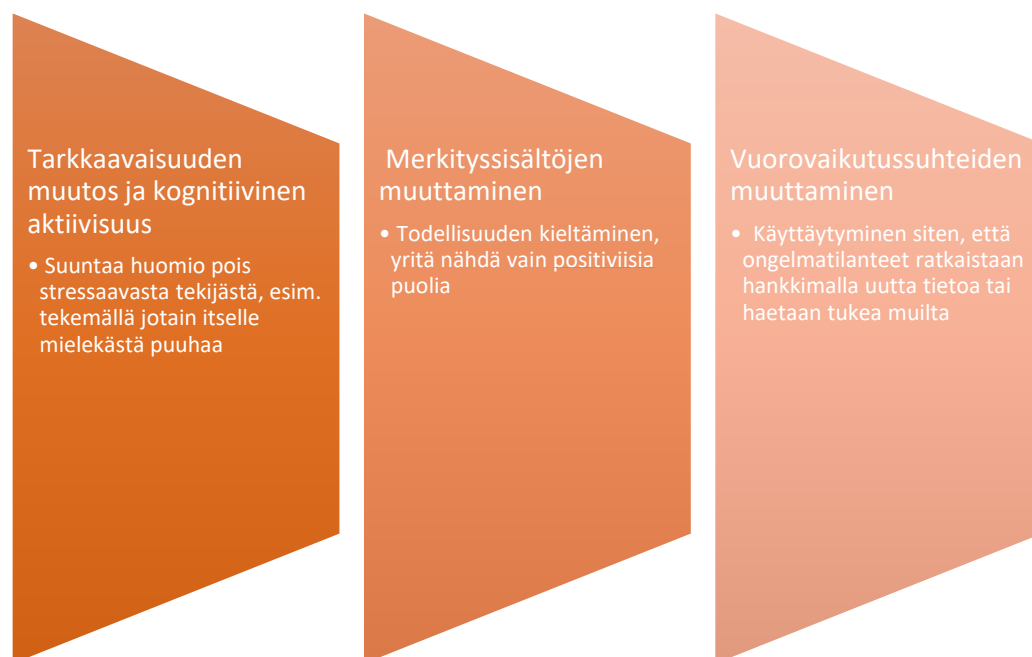 Tarkkaavaisuuden
muutos ja kognitiivinen
aktiivisuus
• Suuntaa huomio pois
stressaavasta tekijästä, esim.
tekemällä jotain itselle
mielekästä puuhaa
Merkityssisältöjen
muuttaminen
• Todellisuuden kieltäminen,
yritä nähdä vain positiviisia
puolia
Vuorovaikutussuhteiden
muuttaminen
• Käyttäytyminen siten, että
ongelmatilanteet ratkaistaan
hankkimalla uutta tietoa tai
haetaan tukea muilta